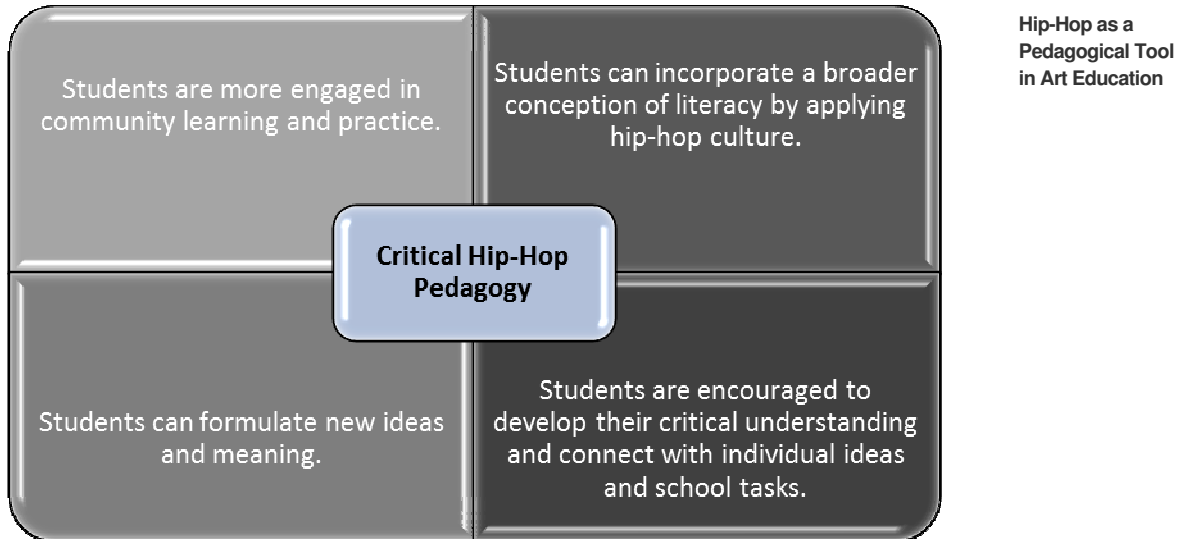 Students are more engaged in
community learning and practice.
Students can incorporate a broader
conception of literacy by applying
hip-hop culture.
Critical Hip-Hop
Pedagogy
Students can formulate new ideas
and meaning.
Students are encouraged to
develop their critical understanding
and connect with individual ideas
and school tasks.
Hip-Hop as a
Pedagogical Tool
in Art Education